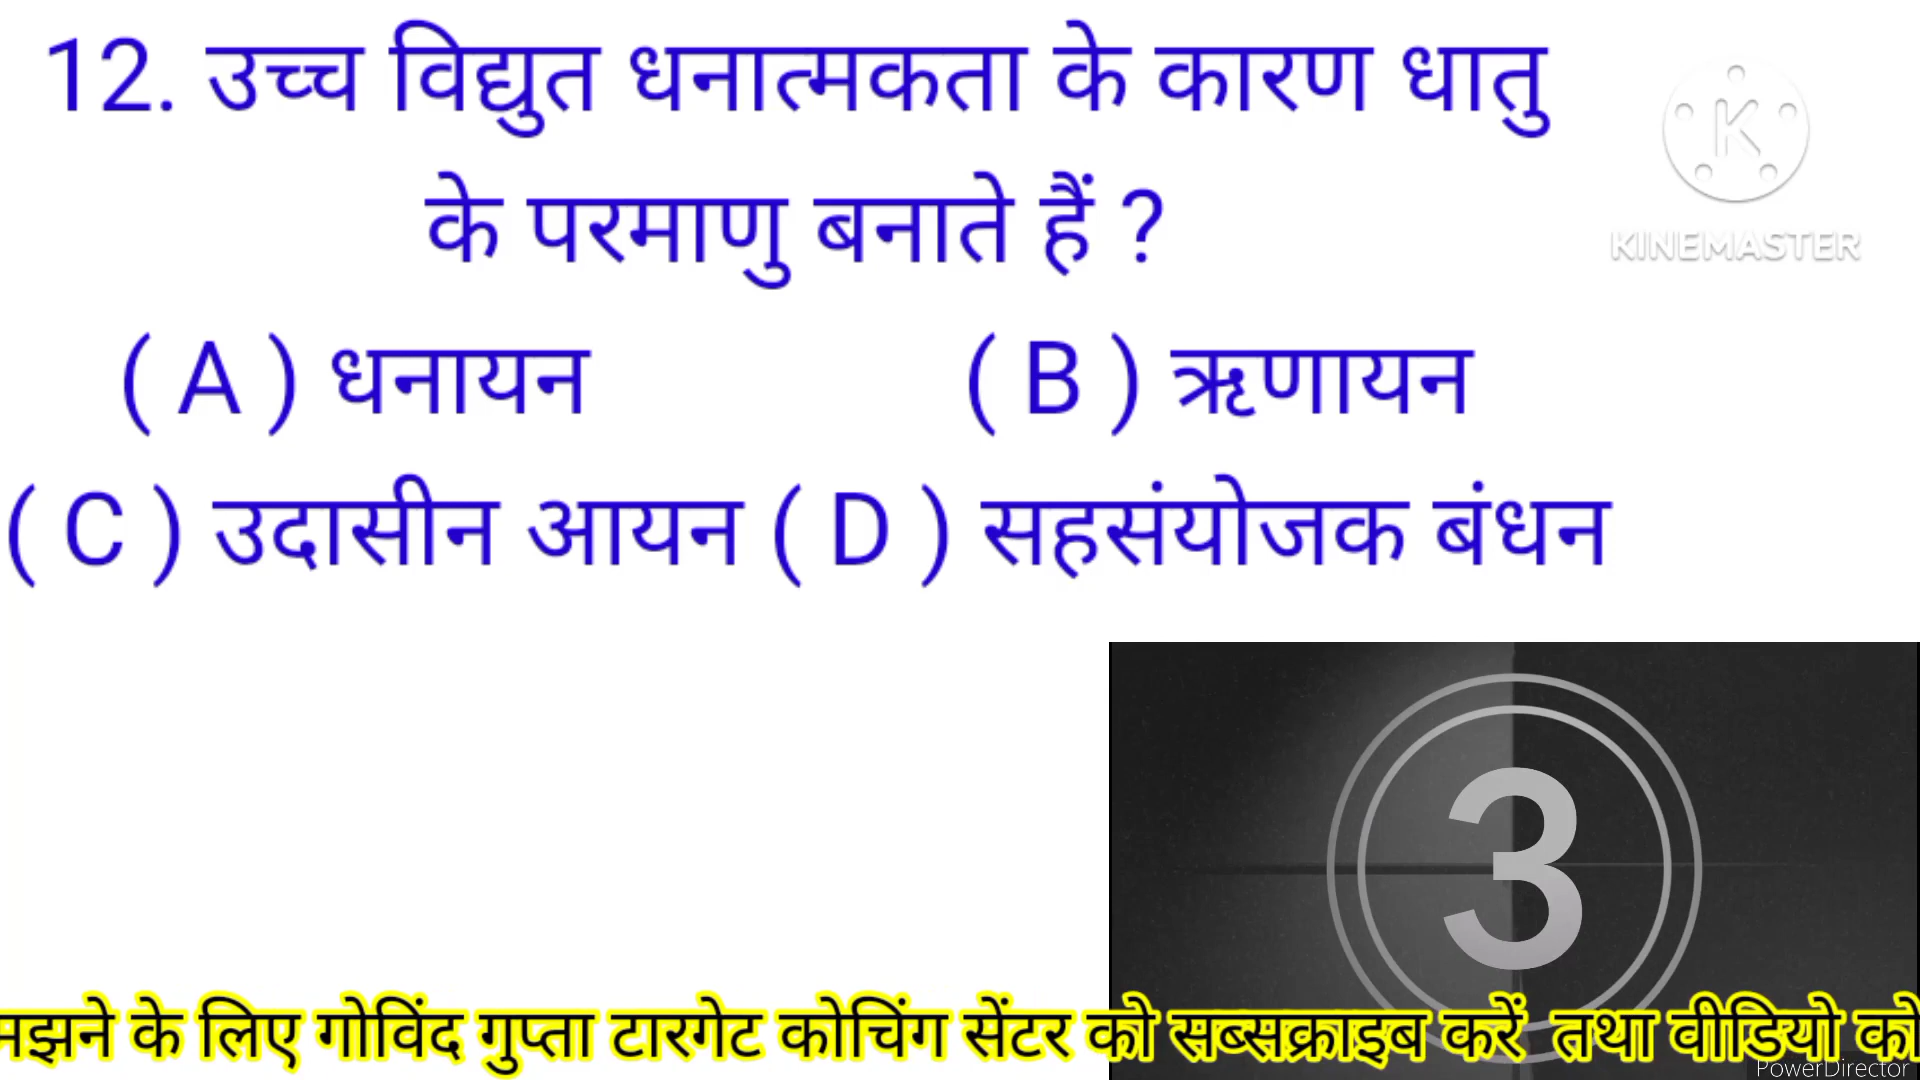 12. उच्च विद्युत धनात्मकता के कारण धातु
के परमाणु बनाते हैं ?
( A ) धनायन ( B ) ऋणायन
( C ) उदासीन आयन ( D ) सहसंयोजक बंधन
K
KINEMASTER
3
के लिए गोविंद गुप्ता टारगेट कोचिंग सेंटर को सब्सक्राइब करें तथा वीडियो को
PowerDirector